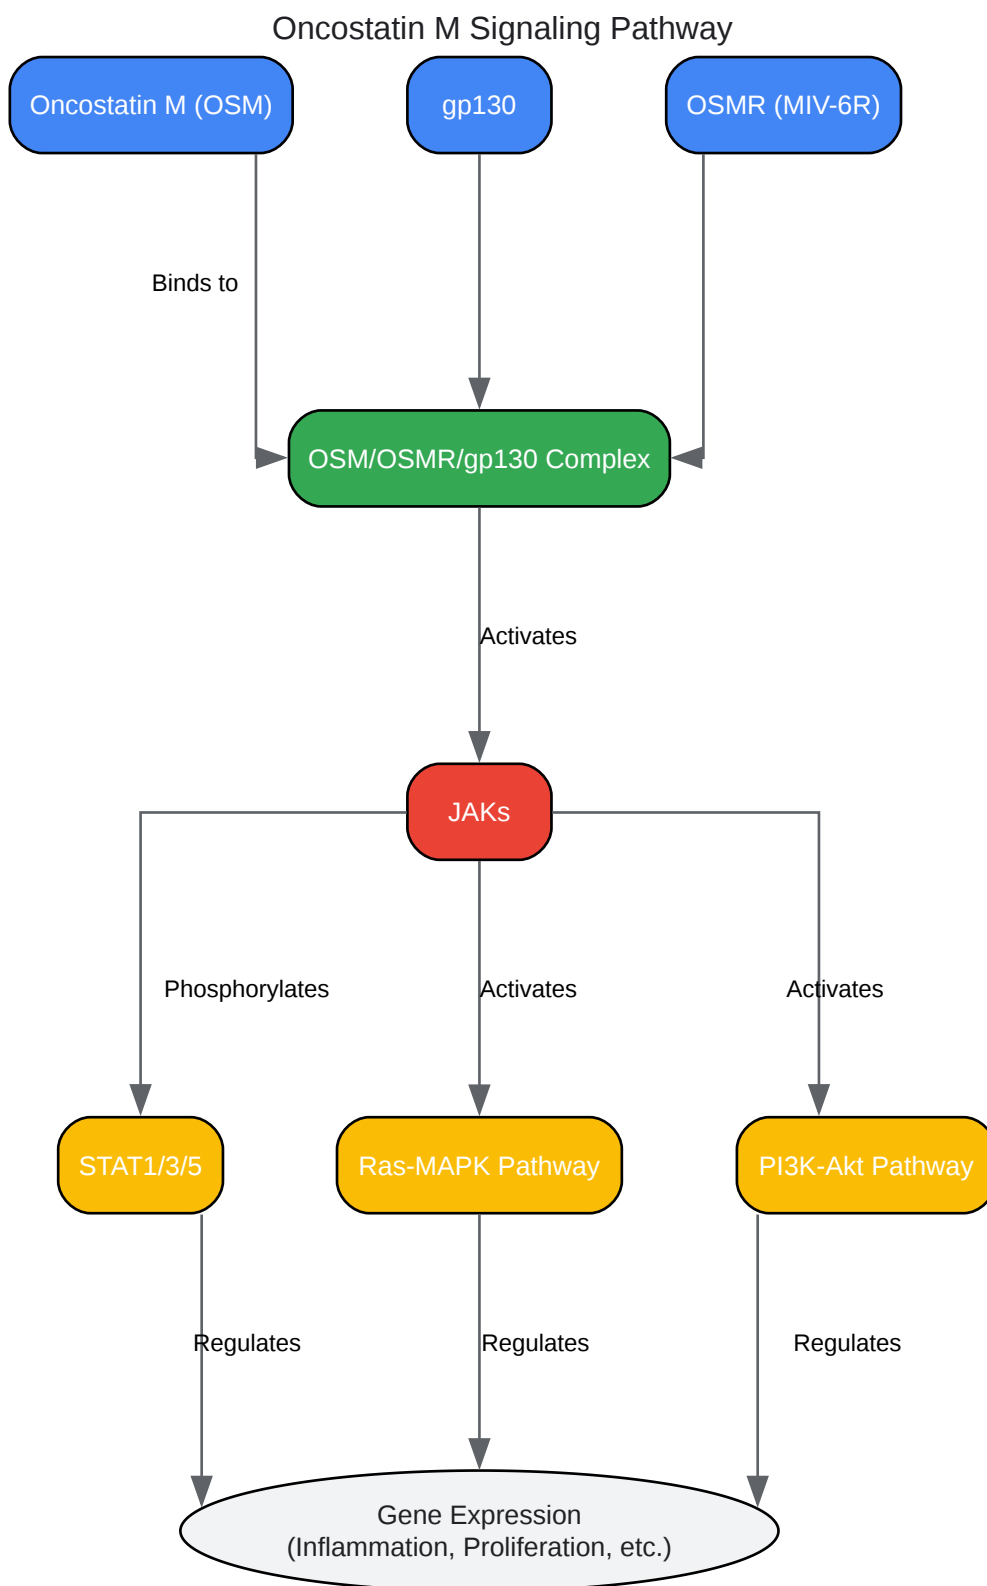 Oncostatin M Signaling Pathway
Oncostatin M (OSM)
gp130
OSMR (MIV-6R)
Binds to
OSM/OSMR/gp130 Complex
Activates
JAKs
Phosphorylates
Activates
Activates
STAT1/3/5
Ras-MAPK Pathway
PI3K-Akt Pathway
Regulates
Regulates
Regulates
Gene Expression
(Inflammation, Proliferation, etc.)